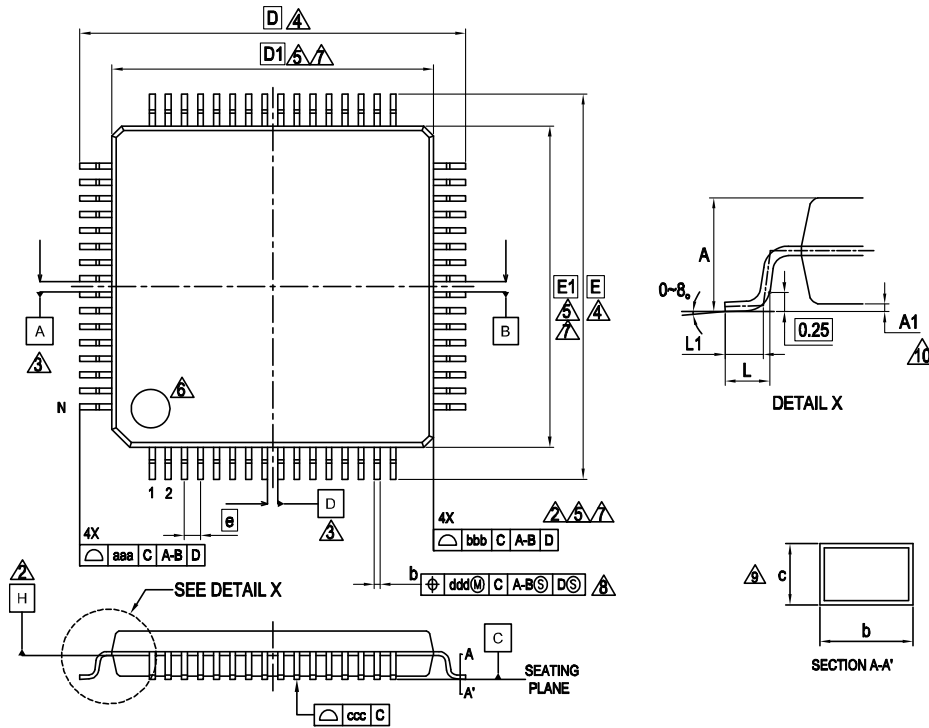 D 4
D1 5 7
A
3
B
E1 E
5 4
7
6
N
1 2
e
D
3
4X
aaa C A-B D
4X
2 5 7
bbb C A-B D
b
ddd Ⓜ C A-B Ⓢ D Ⓢ 8
2
H
SEE DETAIL X
A
A'
C
SEATING
PLANE
ccc C
A
0~8°
L1
L
0.25
A1
10
DETAIL X
9
c
b
SECTION A-A'